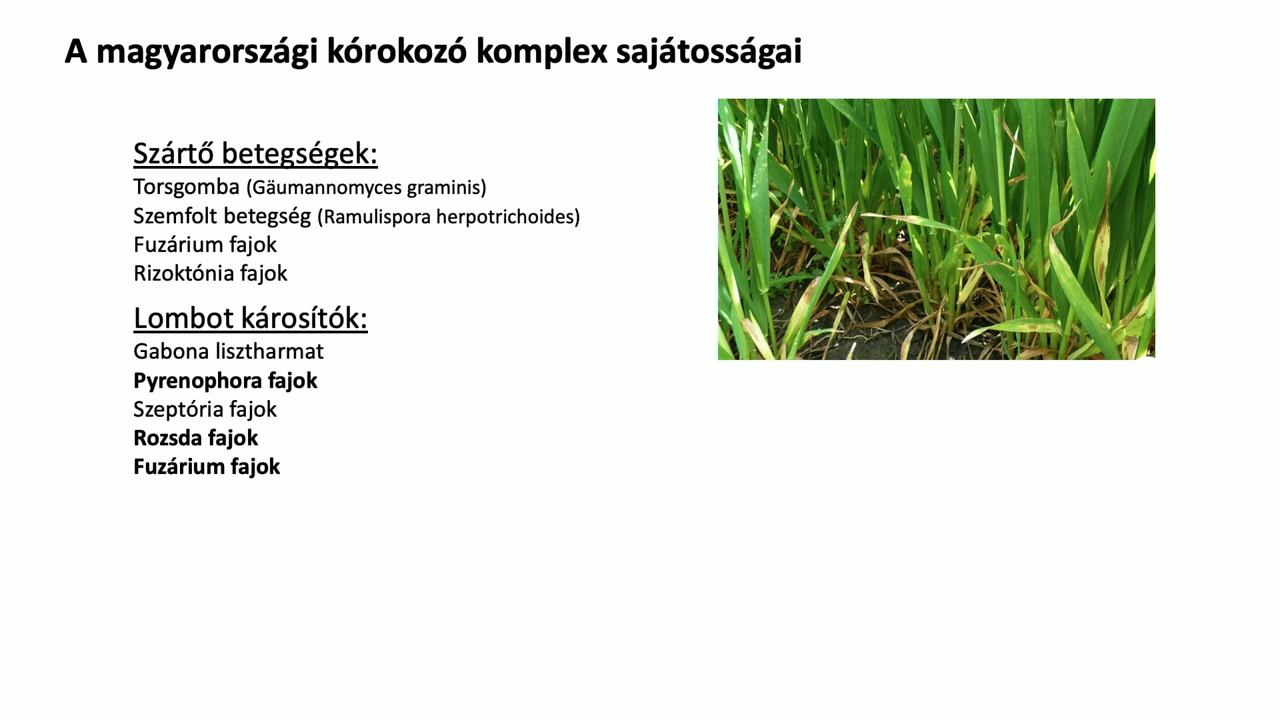 A magyarországi kórokozó komplex sajátosságai
Szártő betegségek:
Torsgomba (Gäumannomyces graminis)
Szemfolt betegség (Ramulispora herpotrichoides)
Fuzárium fajok
Rizoktónia fajok
Lombot károsítók:
Gabona lisztharmat
Pyrenophora fajok
Szeptória fajok
Rozsda fajok
Fuzárium fajok